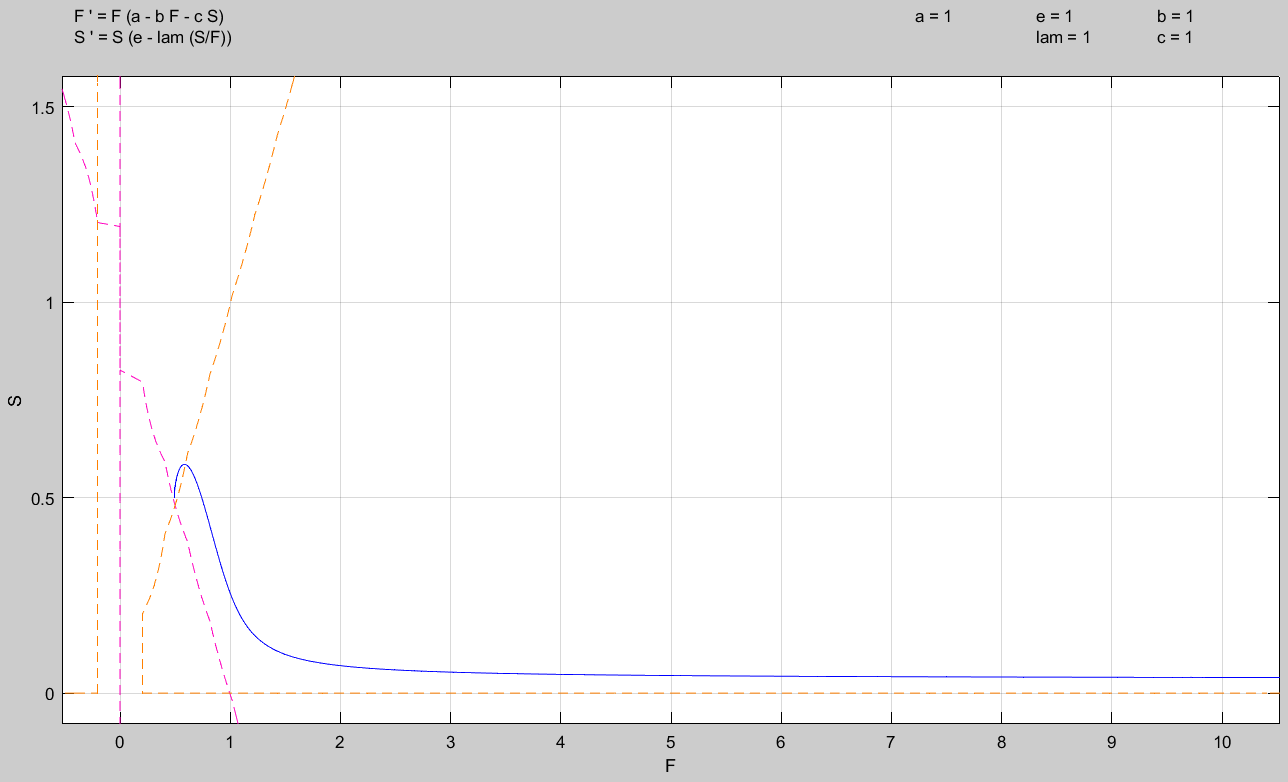 F ' = F (a - b F - c S)
S ' = S (e - lam (S/F))
a = 1
e = 1
lam = 1
b = 1
c = 1
1.5
1
0.5
0
S
0 1 2 3 4 5 6 7 8 9 10
F